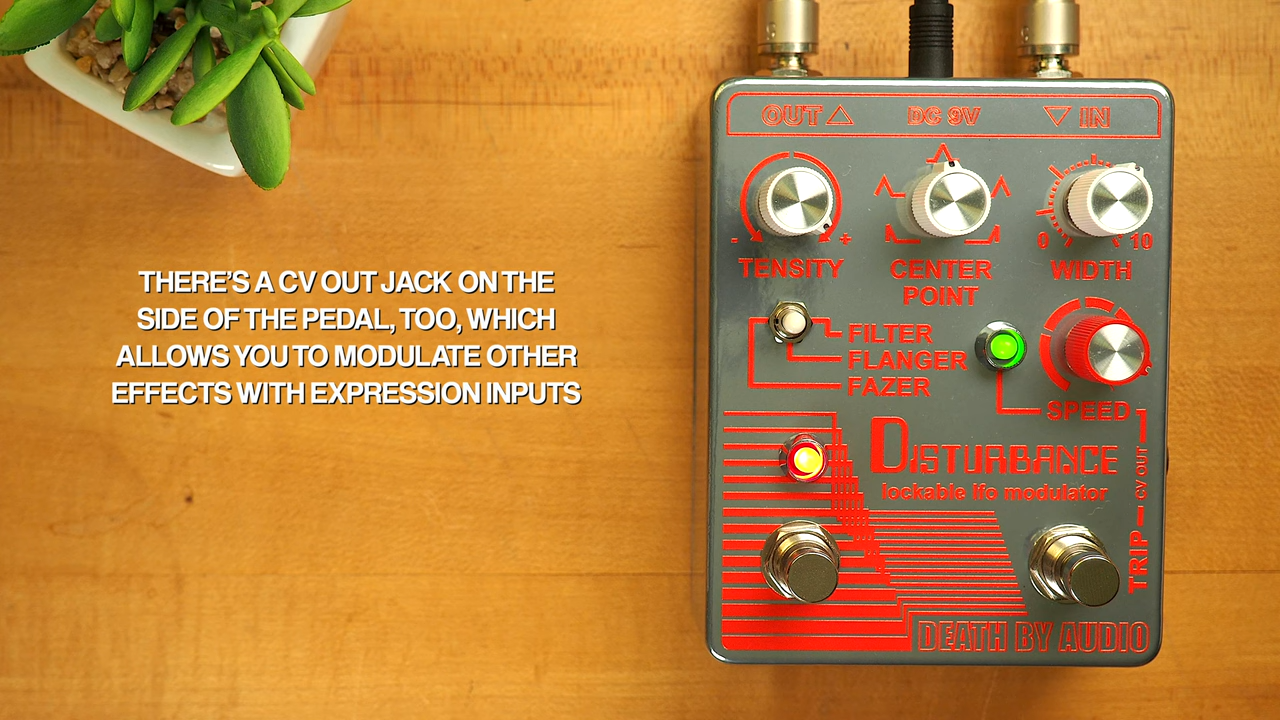 THERE'S A CV OUT JACK ON THE
SIDE OF THE PEDAL, TOO, WHICH
ALLOWS YOU TO MODULATE OTHER
EFFECTS WITH EXPRESSION INPUTS
OUT DC 9V IN
- +
0 10
TENSITY CENTER POINT WIDTH
FILTER
FLANGER
FAZER
SPEED
DISTURBANCE
lockable lfo modulator
TRIP CV OUT
DEATH BY AUDIO